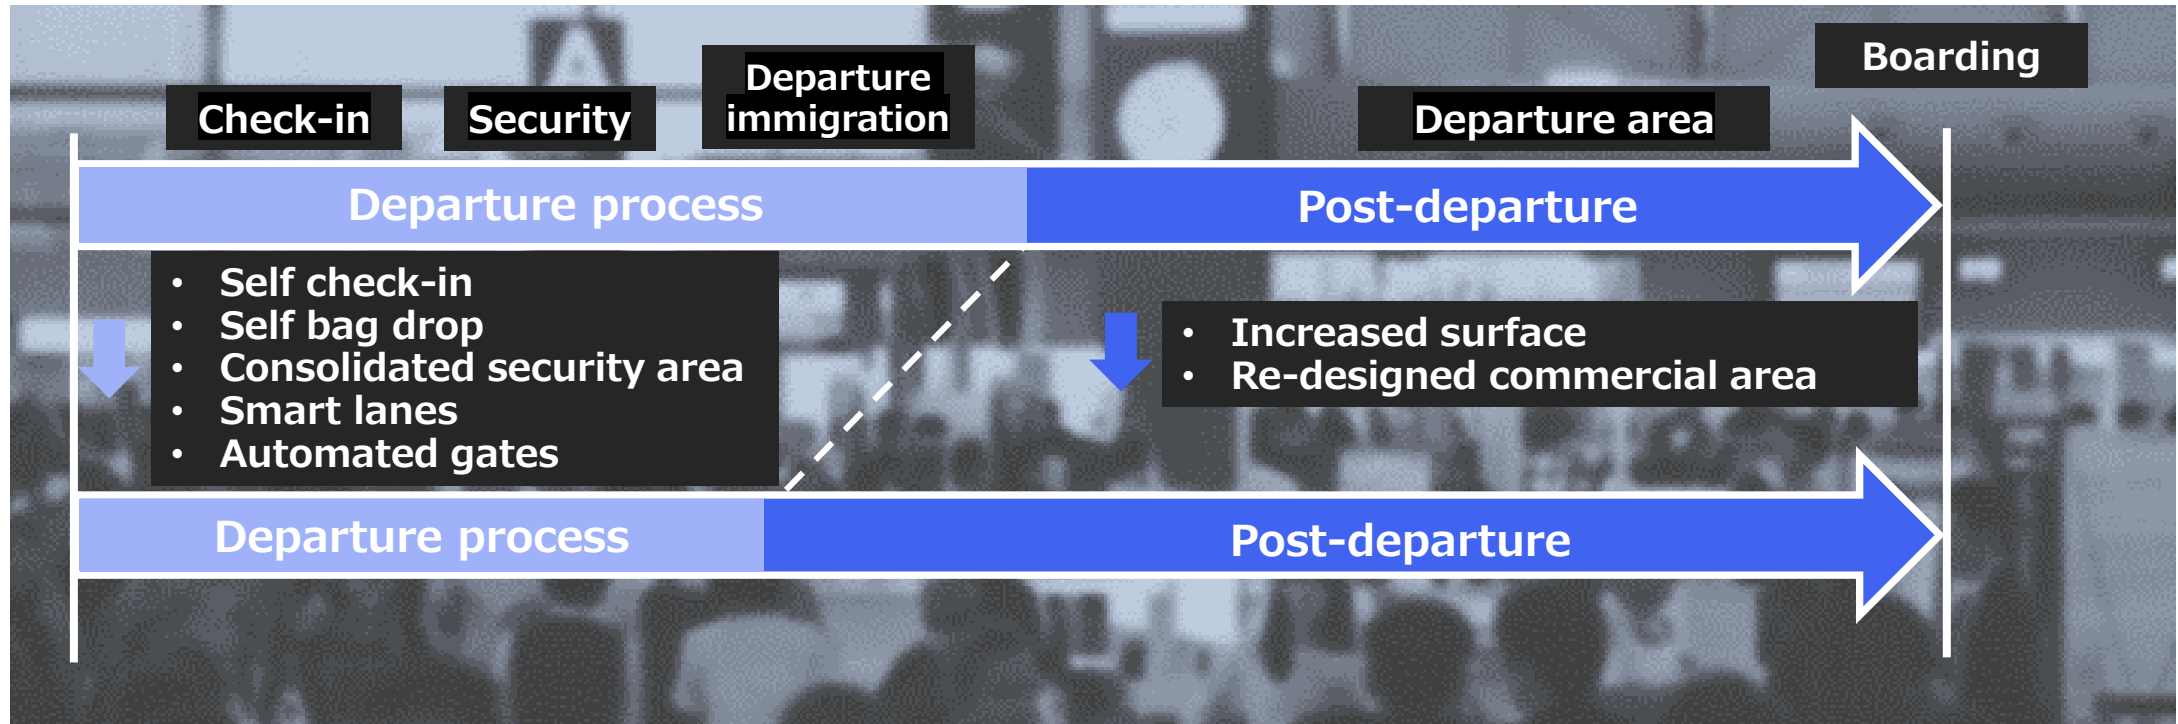 Check-in
Security
Departure
immigration
Departure area
Boarding
Departure process
Post-departure
• Self check-in
• Self bag drop
• Consolidated security area
• Smart lanes
• Automated gates
• Increased surface
• Re-designed commercial area
Departure process
Post-departure